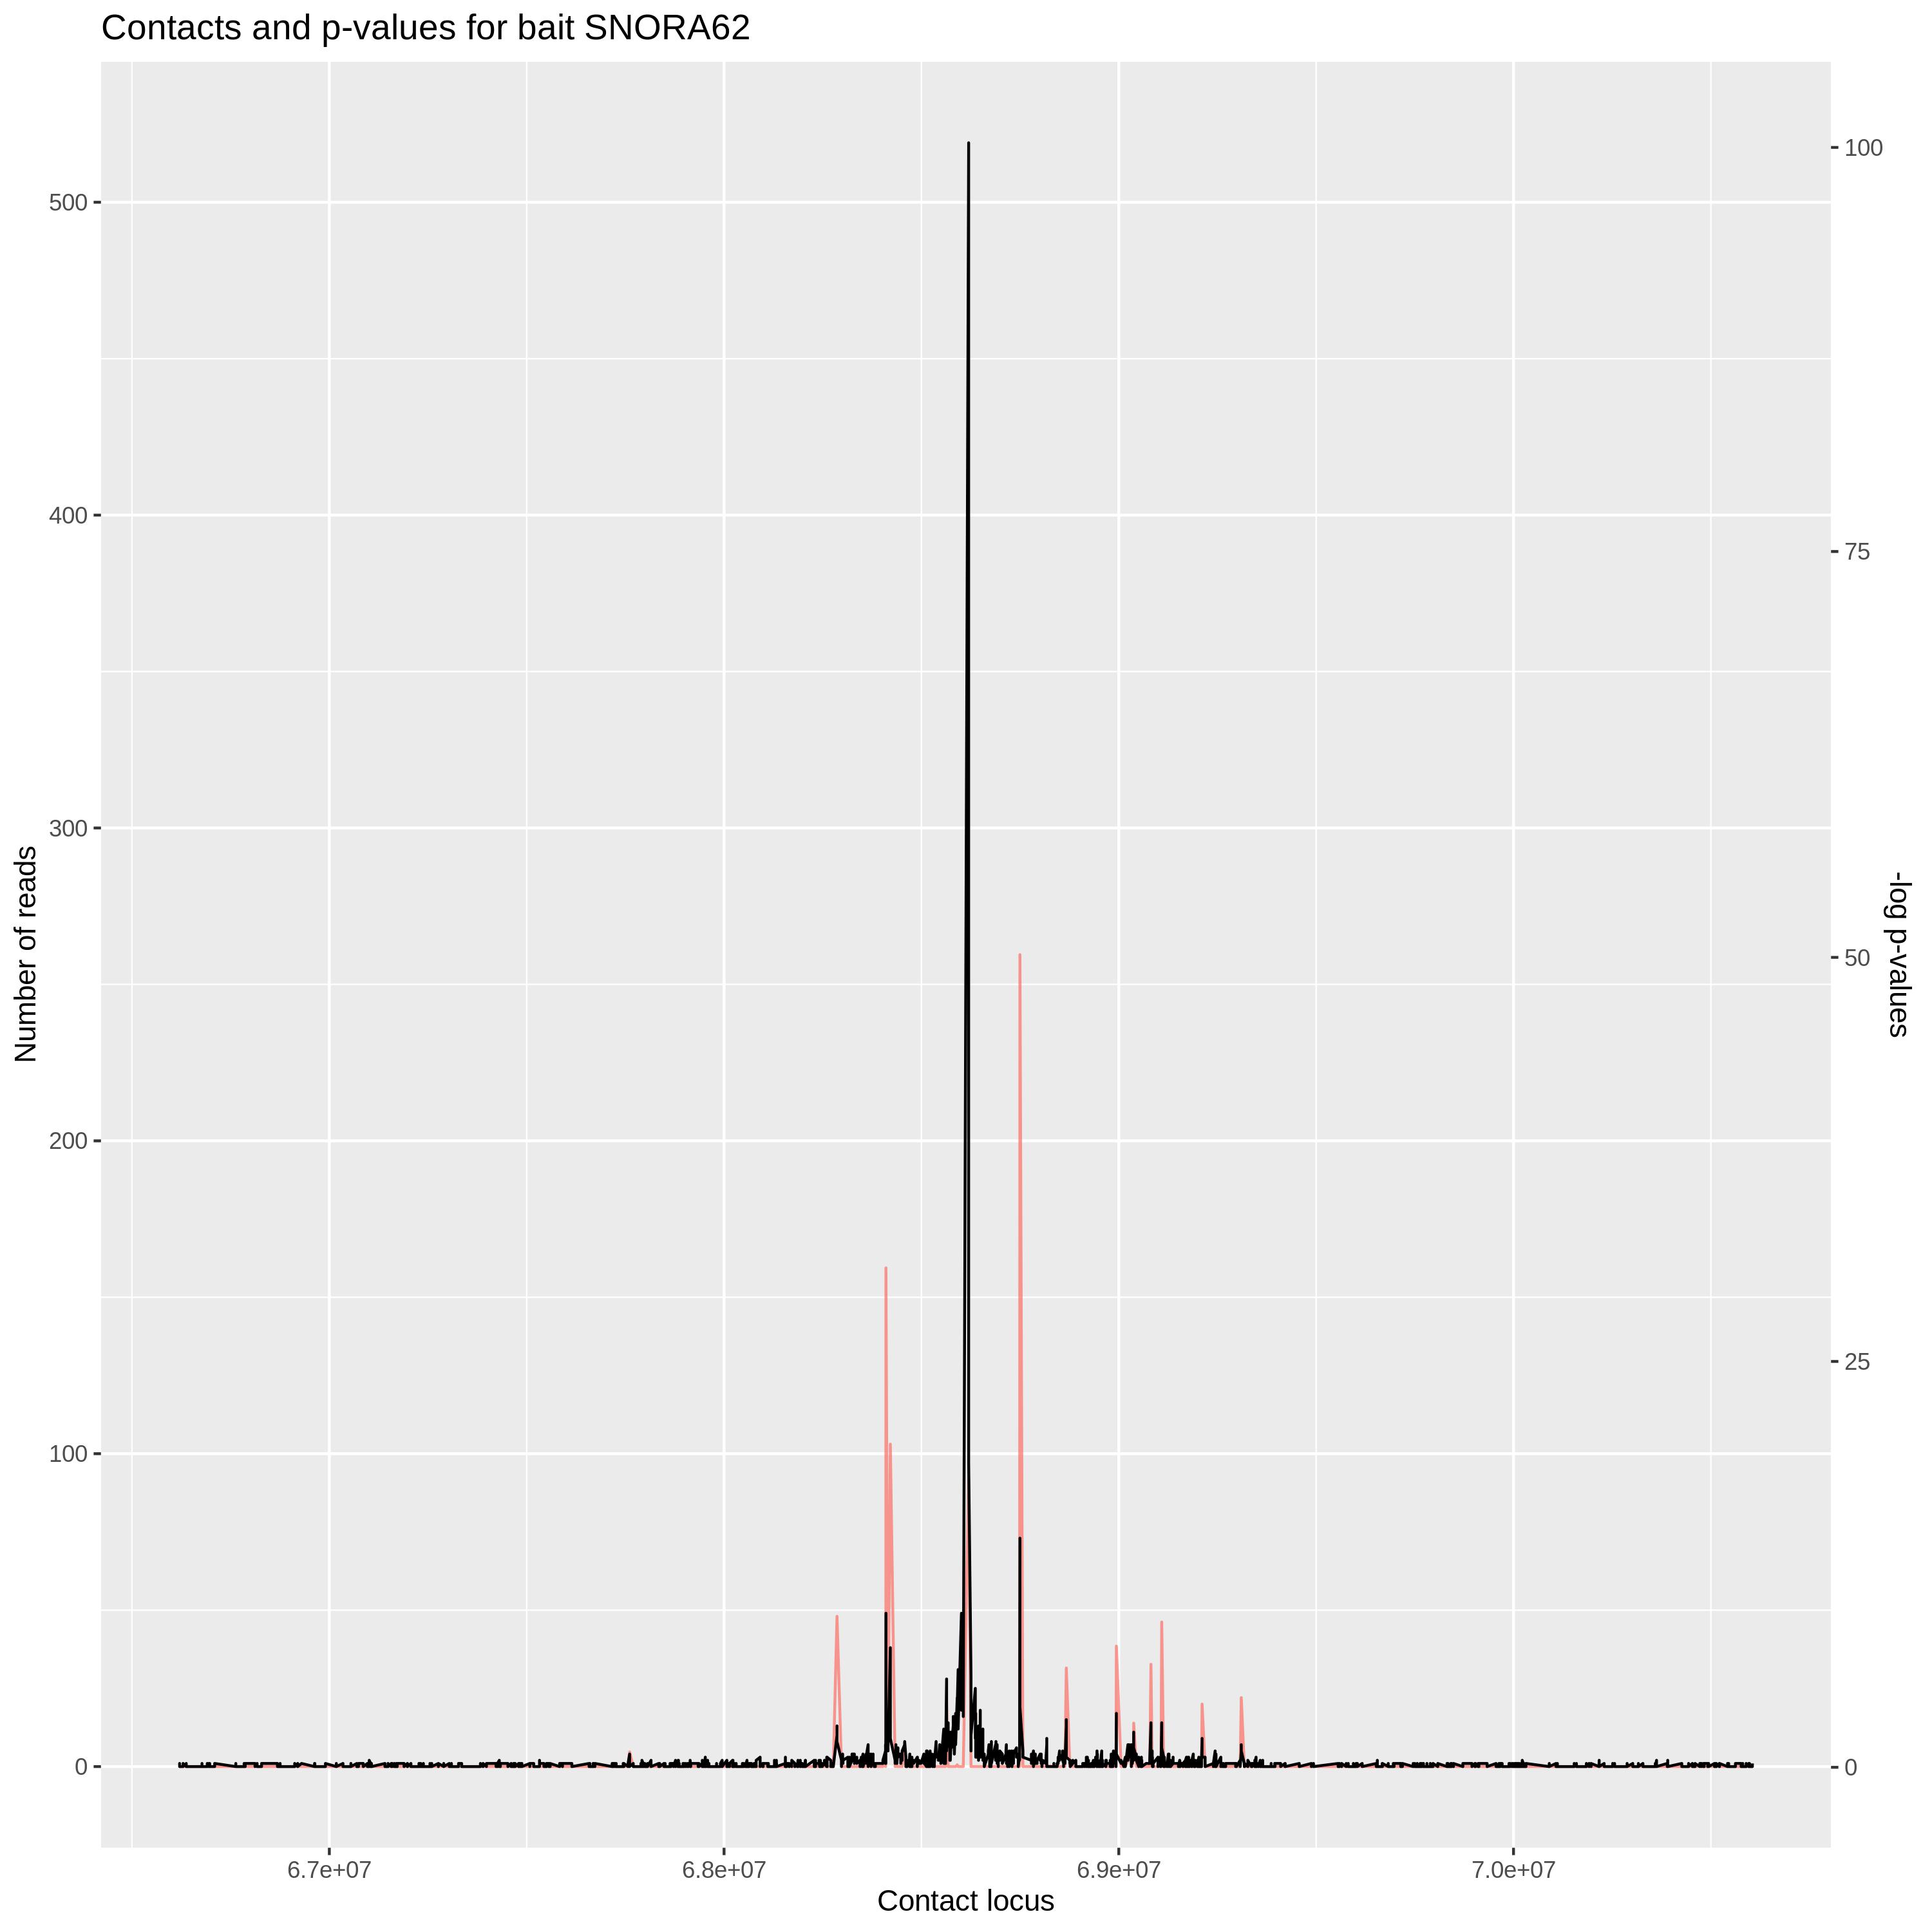 Contacts and p-values for bait SNORA62
Number of reads
500
400
300
200
100
0
100
75
50
25
0
-log p-values
6.7e+07 6.8e+07 6.9e+07 7.0e+07
Contact locus